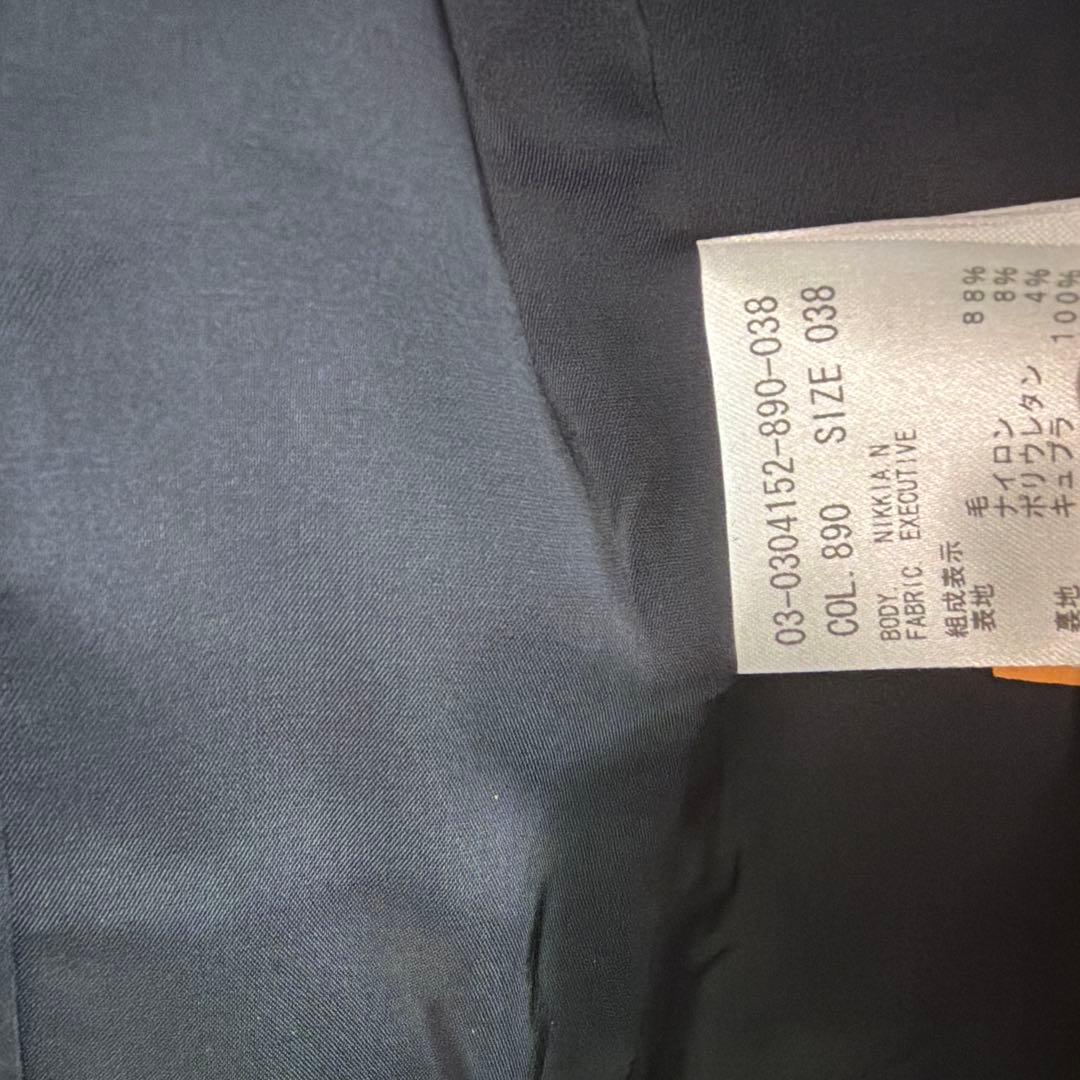 03-0304152-890-038
COL. 890 SIZE 038
BODY NIKKIAN
FABRIC EXECUTIVE
組成表示
表地 毛 88%
ナイロン 8%
ポリウレタン 4%
裏地 キュプラ 100%